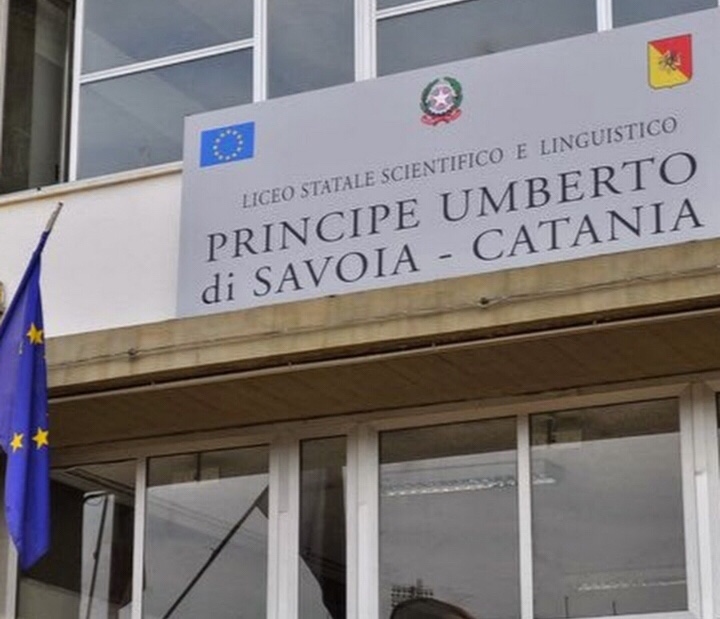 LICEO STATALE SCIENTIFICO E LINGUISTICO
PRINCIPE UMBERTO
di SAVOIA - CATANIA